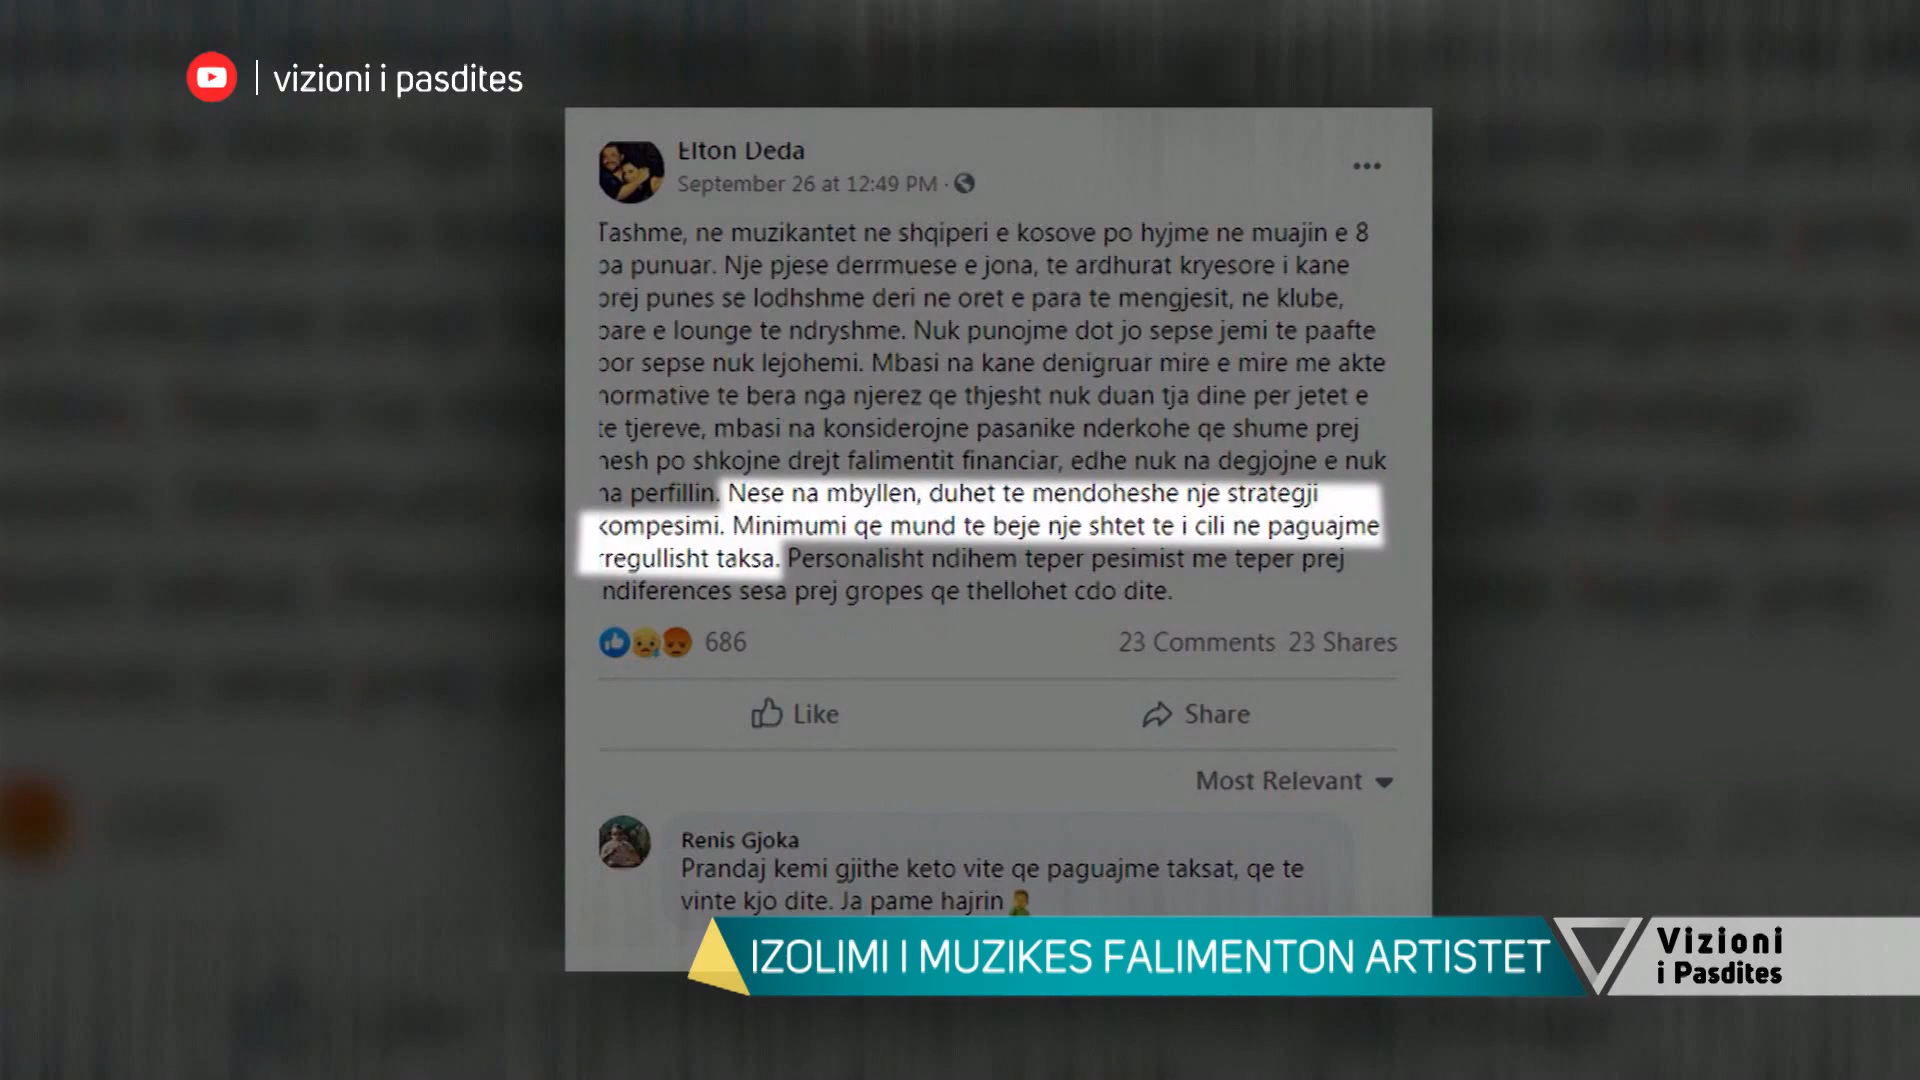 vizioni i pasdites
Elton Deda
September 26 at 12:49 PM ·
Tashme, ne muzikantet ne shqiperi e kosove po hyjme ne muajin e 8
pa punuar. Nje pjese derrmuese e jona, te ardhurat kryesore i kane
prej punes se lodhshme deri ne oret e para te mengjesit, ne klube,
bare e lounge te ndryshme. Nuk punojme dot jo sepse jemi te paafte
por sepse nuk lejohemi. Mbasi na kane denigruar mire e mire me akte
normative te bera nga njerez qe thjesht nuk duan tja dine per jetet e
te tjereve, mbasi na konsiderojne pasanike nderkohe qe shume prej
nesh po shkojne drejt falimentit financiar, edhe nuk na degjojne e nuk
na perfillin. Nese na mbyllen, duhet te mendoheshe nje strategji
kompesimi. Minimumi qe mund te beje nje shtet te i cili ne paguajme
rregullisht taksa. Personalisht ndihem teper pesimist me teper prej
indiferences sesa prej gropes qe thellohet cdo dite.
686 23 Comments 23 Shares
Like Share
Most Relevant
Renis Gjoka
Prandaj kemi gjithe keto vite qe paguajme taksat, qe te
vinte kjo dite. Ja pame hajrin
IZOLIMI I MUZIKES FALIMENTON ARTISTET
Vizioni
i Pasdites